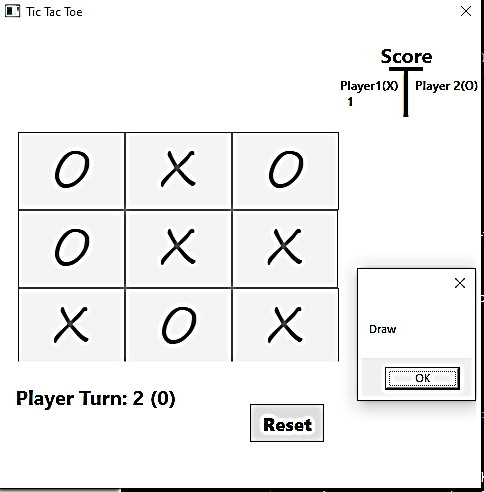 Tic Tac Toe
Score
Player1(X) Player 2(O)
1
O X O
O X X
X O X
Draw
OK
Player Turn: 2 (0)
Reset